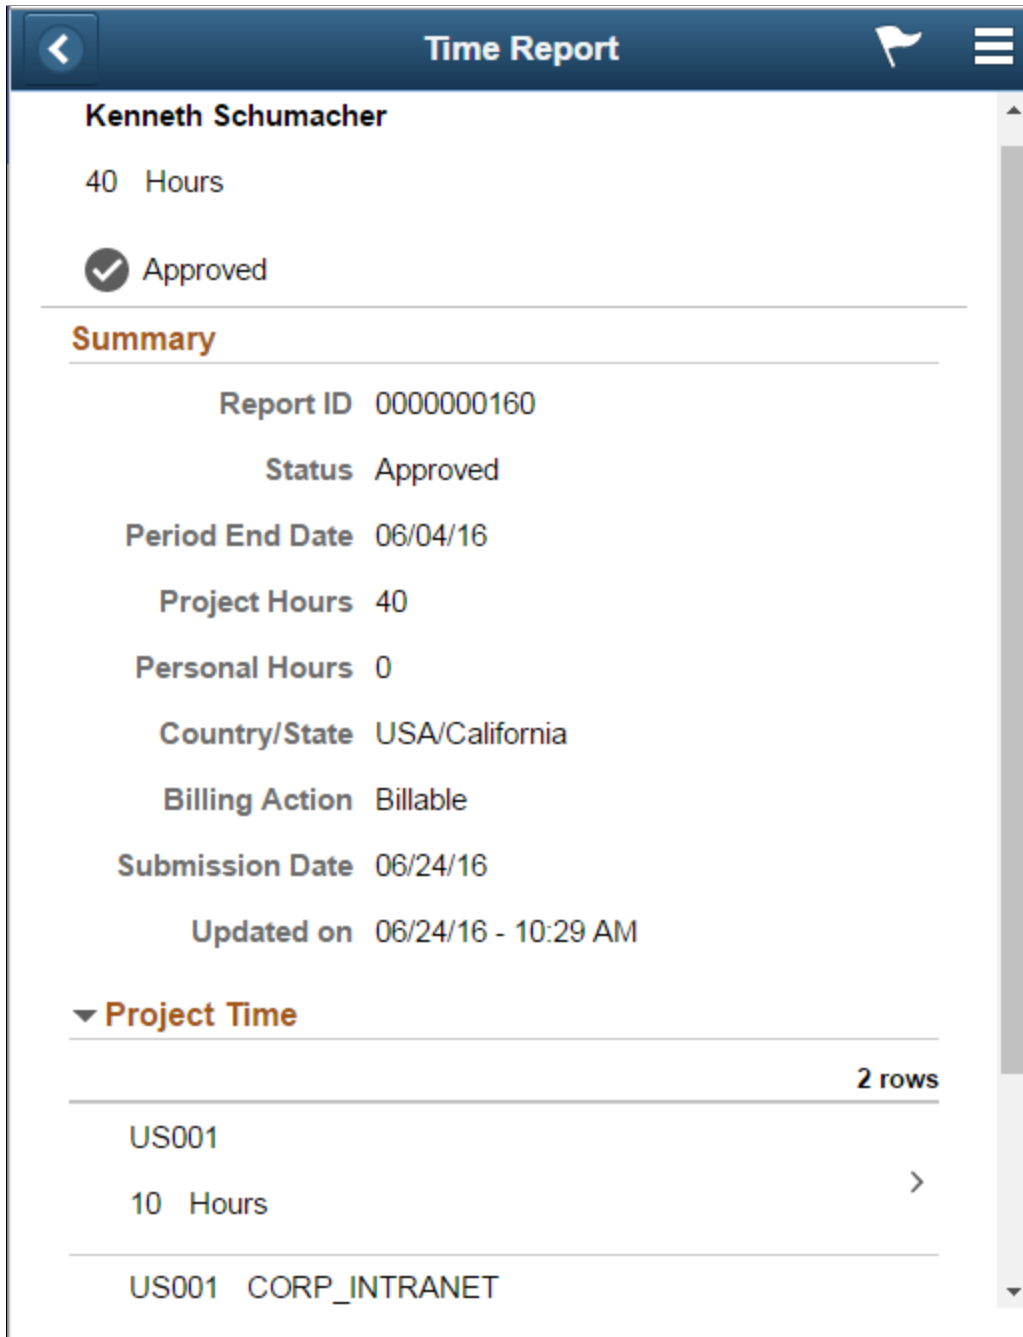 Time Report
Kenneth Schumacher
40 Hours
Approved
Summary
Report ID 0000000160
Status Approved
Period End Date 06/04/16
Project Hours 40
Personal Hours 0
Country/State USA/California
Billing Action Billable
Submission Date 06/24/16
Updated on 06/24/16 - 10:29 AM
Project Time
2 rows
US001
10 Hours
US001 CORP_INTRANET